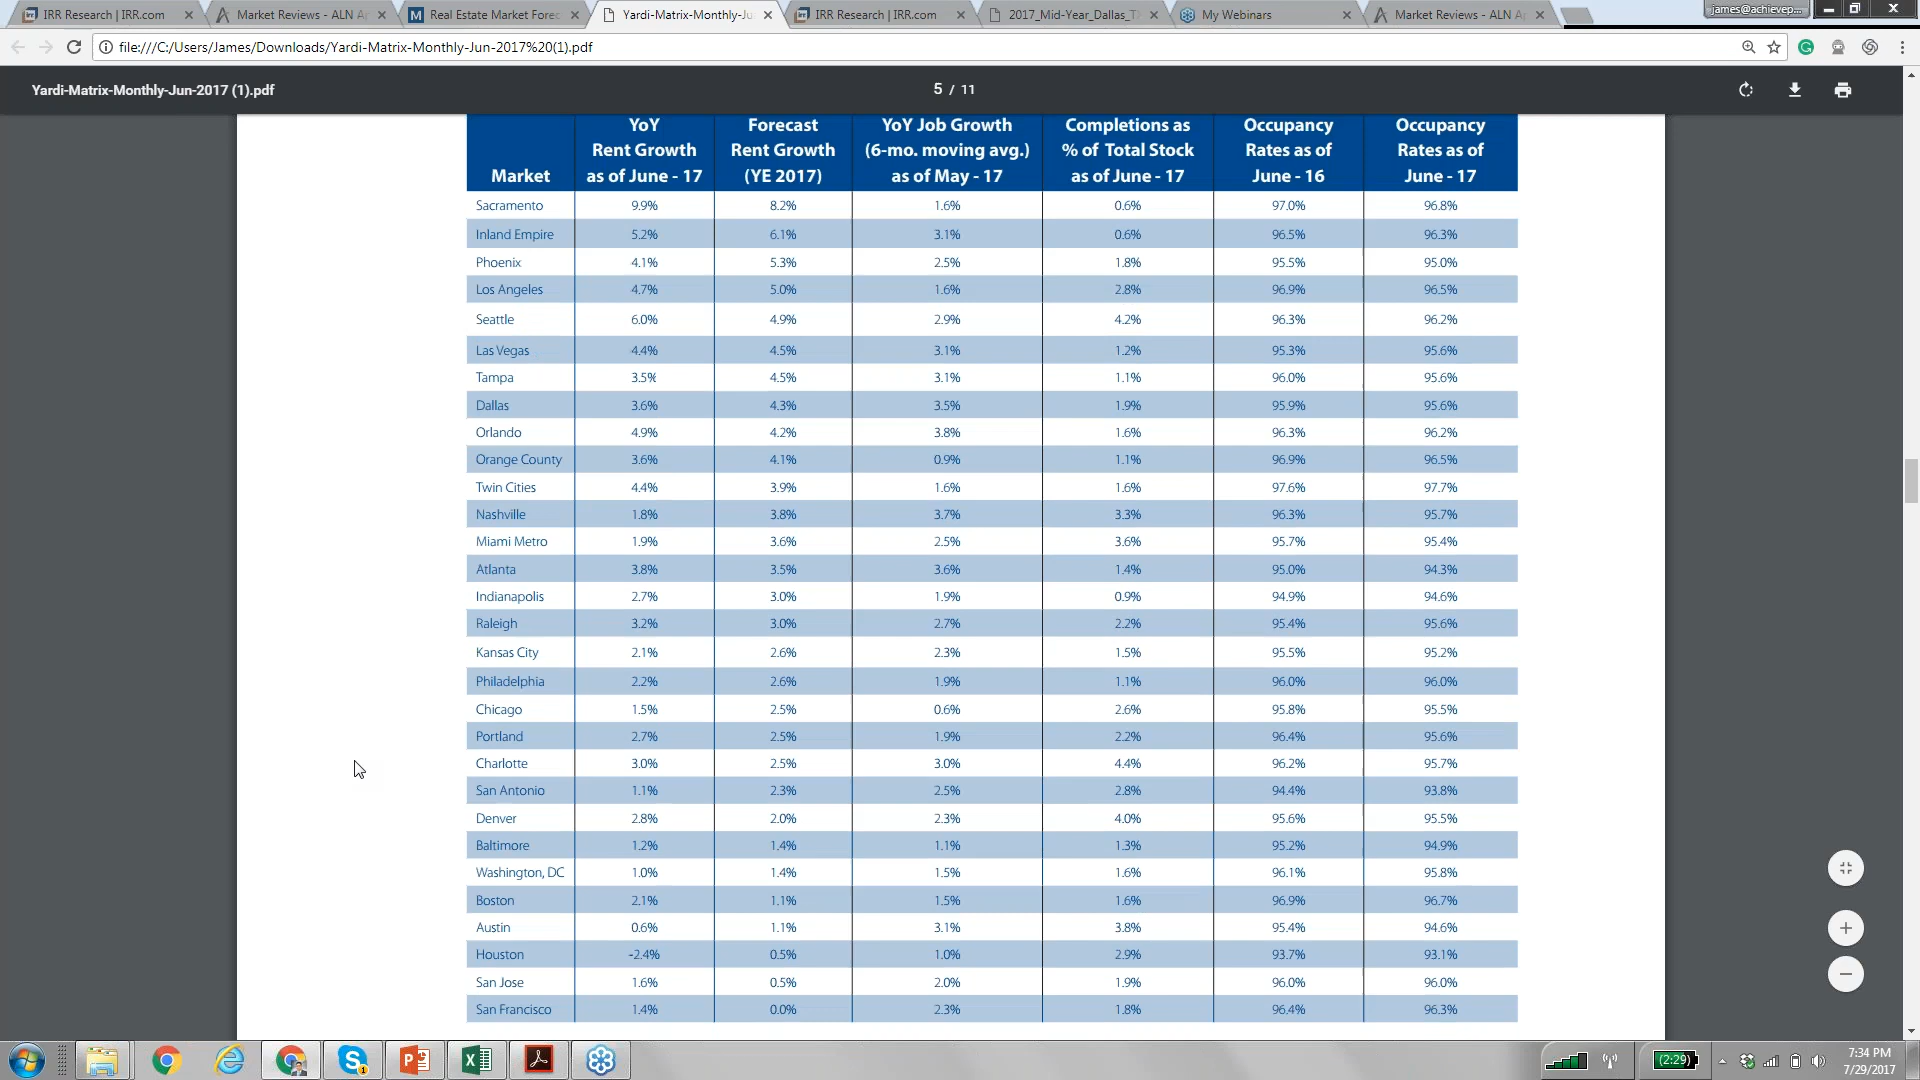 IRR Research | IRR.com
Market Reviews - ALN A
Real Estate Market Forec
Yardi-Matrix-Monthly-Ju
IRR Research | IRR.com
2017_Mid-Year_Dallas_T
My Webinars
Market Reviews - ALN A
james@achievep...
file:///C:/Users/James/Downloads/Yardi-Matrix-Monthly-Jun-2017%20(1).pdf
Yardi-Matrix-Monthly-Jun-2017 (1).pdf
5 / 11
Market
YoY
Rent Growth
as of June - 17
Forecast
Rent Growth
(YE 2017)
YoY Job Growth
(6-mo. moving avg.)
as of May - 17
Completions as
% of Total Stock
as of June - 17
Occupancy
Rates as of
June - 16
Occupancy
Rates as of
June - 17
Sacramento 9.9% 8.2% 1.6% 0.6% 97.0% 96.8%
Inland Empire 5.2% 6.1% 3.1% 0.6% 96.5% 96.3%
Phoenix 4.1% 5.3% 2.5% 1.8% 95.5% 95.0%
Los Angeles 4.7% 5.0% 1.6% 2.8% 96.9% 96.5%
Seattle 6.0% 4.9% 2.9% 4.2% 96.3% 96.2%
Las Vegas 4.4% 4.5% 3.1% 1.2% 95.3% 95.6%
Tampa 3.5% 4.5% 3.1% 1.1% 96.0% 95.6%
Dallas 3.6% 4.3% 3.5% 1.9% 95.9% 95.6%
Orlando 4.9% 4.2% 3.8% 1.6% 96.3% 96.2%
Orange County 3.6% 4.1% 0.9% 1.1% 96.9% 96.5%
Twin Cities 4.4% 3.9% 1.6% 1.6% 97.6% 97.7%
Nashville 1.8% 3.8% 3.7% 3.3% 96.3% 95.7%
Miami Metro 1.9% 3.6% 2.5% 3.6% 95.7% 95.4%
Atlanta 3.8% 3.5% 3.6% 1.4% 95.0% 94.3%
Indianapolis 2.7% 3.0% 1.9% 0.9% 94.9% 94.6%
Raleigh 3.2% 3.0% 2.7% 2.2% 95.4% 95.6%
Kansas City 2.1% 2.6% 2.3% 1.5% 95.5% 95.2%
Philadelphia 2.2% 2.6% 1.9% 1.1% 96.0% 96.0%
Chicago 1.5% 2.5% 0.6% 2.6% 95.8% 95.5%
Portland 2.7% 2.5% 1.9% 2.2% 96.4% 95.6%
Charlotte 3.0% 2.5% 3.0% 4.4% 96.2% 95.7%
San Antonio 1.1% 2.3% 2.5% 2.8% 94.4% 93.8%
Denver 2.8% 2.0% 2.3% 4.0% 95.6% 95.5%
Baltimore 1.2% 1.4% 1.1% 1.3% 95.2% 94.9%
Washington, DC 1.0% 1.4% 1.5% 1.6% 96.1% 95.8%
Boston 2.1% 1.1% 1.5% 1.6% 96.9% 96.7%
Austin 0.6% 1.1% 3.1% 3.8% 95.4% 94.6%
Houston -2.4% 0.5% 1.0% 2.9% 93.7% 93.1%
San Jose 1.6% 0.5% 2.0% 1.9% 96.0% 96.0%
San Francisco 1.4% 0.0% 2.3% 1.8% 96.4% 96.3%
(2:29)
7:34 PM
7/29/2017